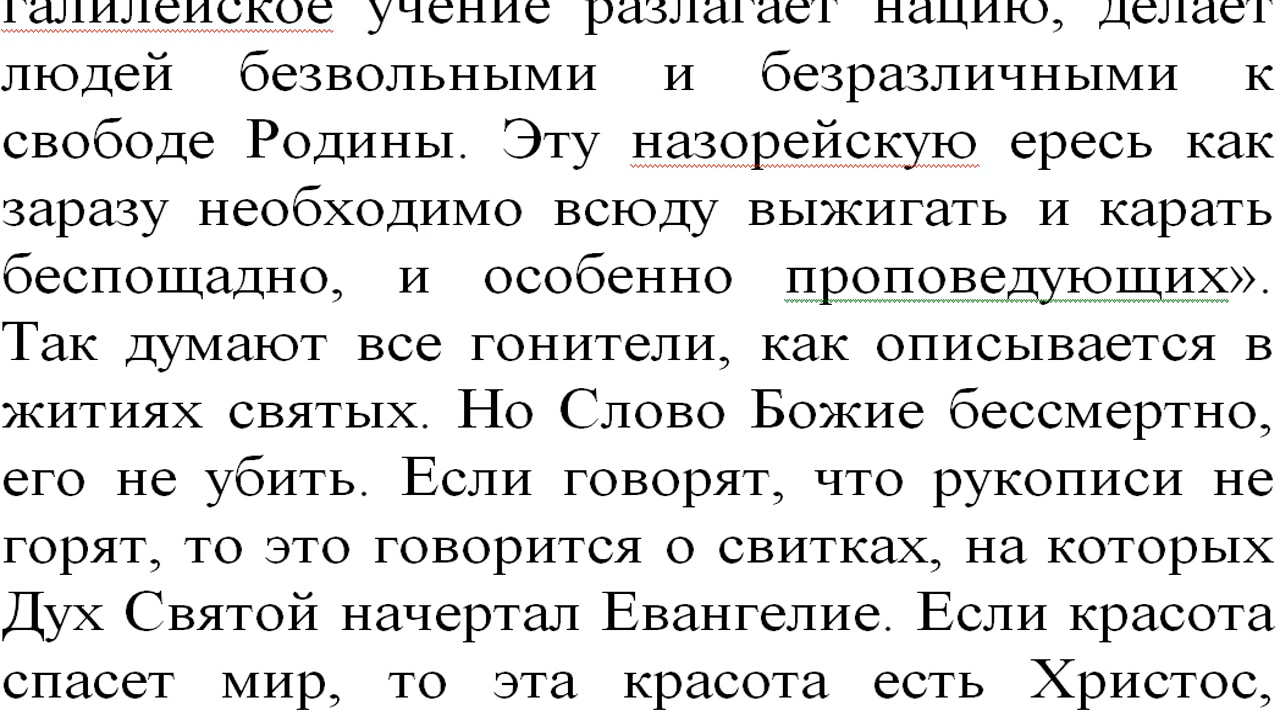 галилейское учение разлагает нацию, делает
людей безвольными и безразличными к
свободе Родины. Эту назорейскую ересь как
заразу необходимо всюду выжигать и карать
беспощадно, и особенно проповедующих».
Так думают все гонители, как описывается в
житиях святых. Но Слово Божие бессмертно,
его не убить. Если говорят, что рукописи не
горят, то это говорится о свитках, на которых
Дух Святой начертал Евангелие. Если красота
спасет мир, то эта красота есть Христос,